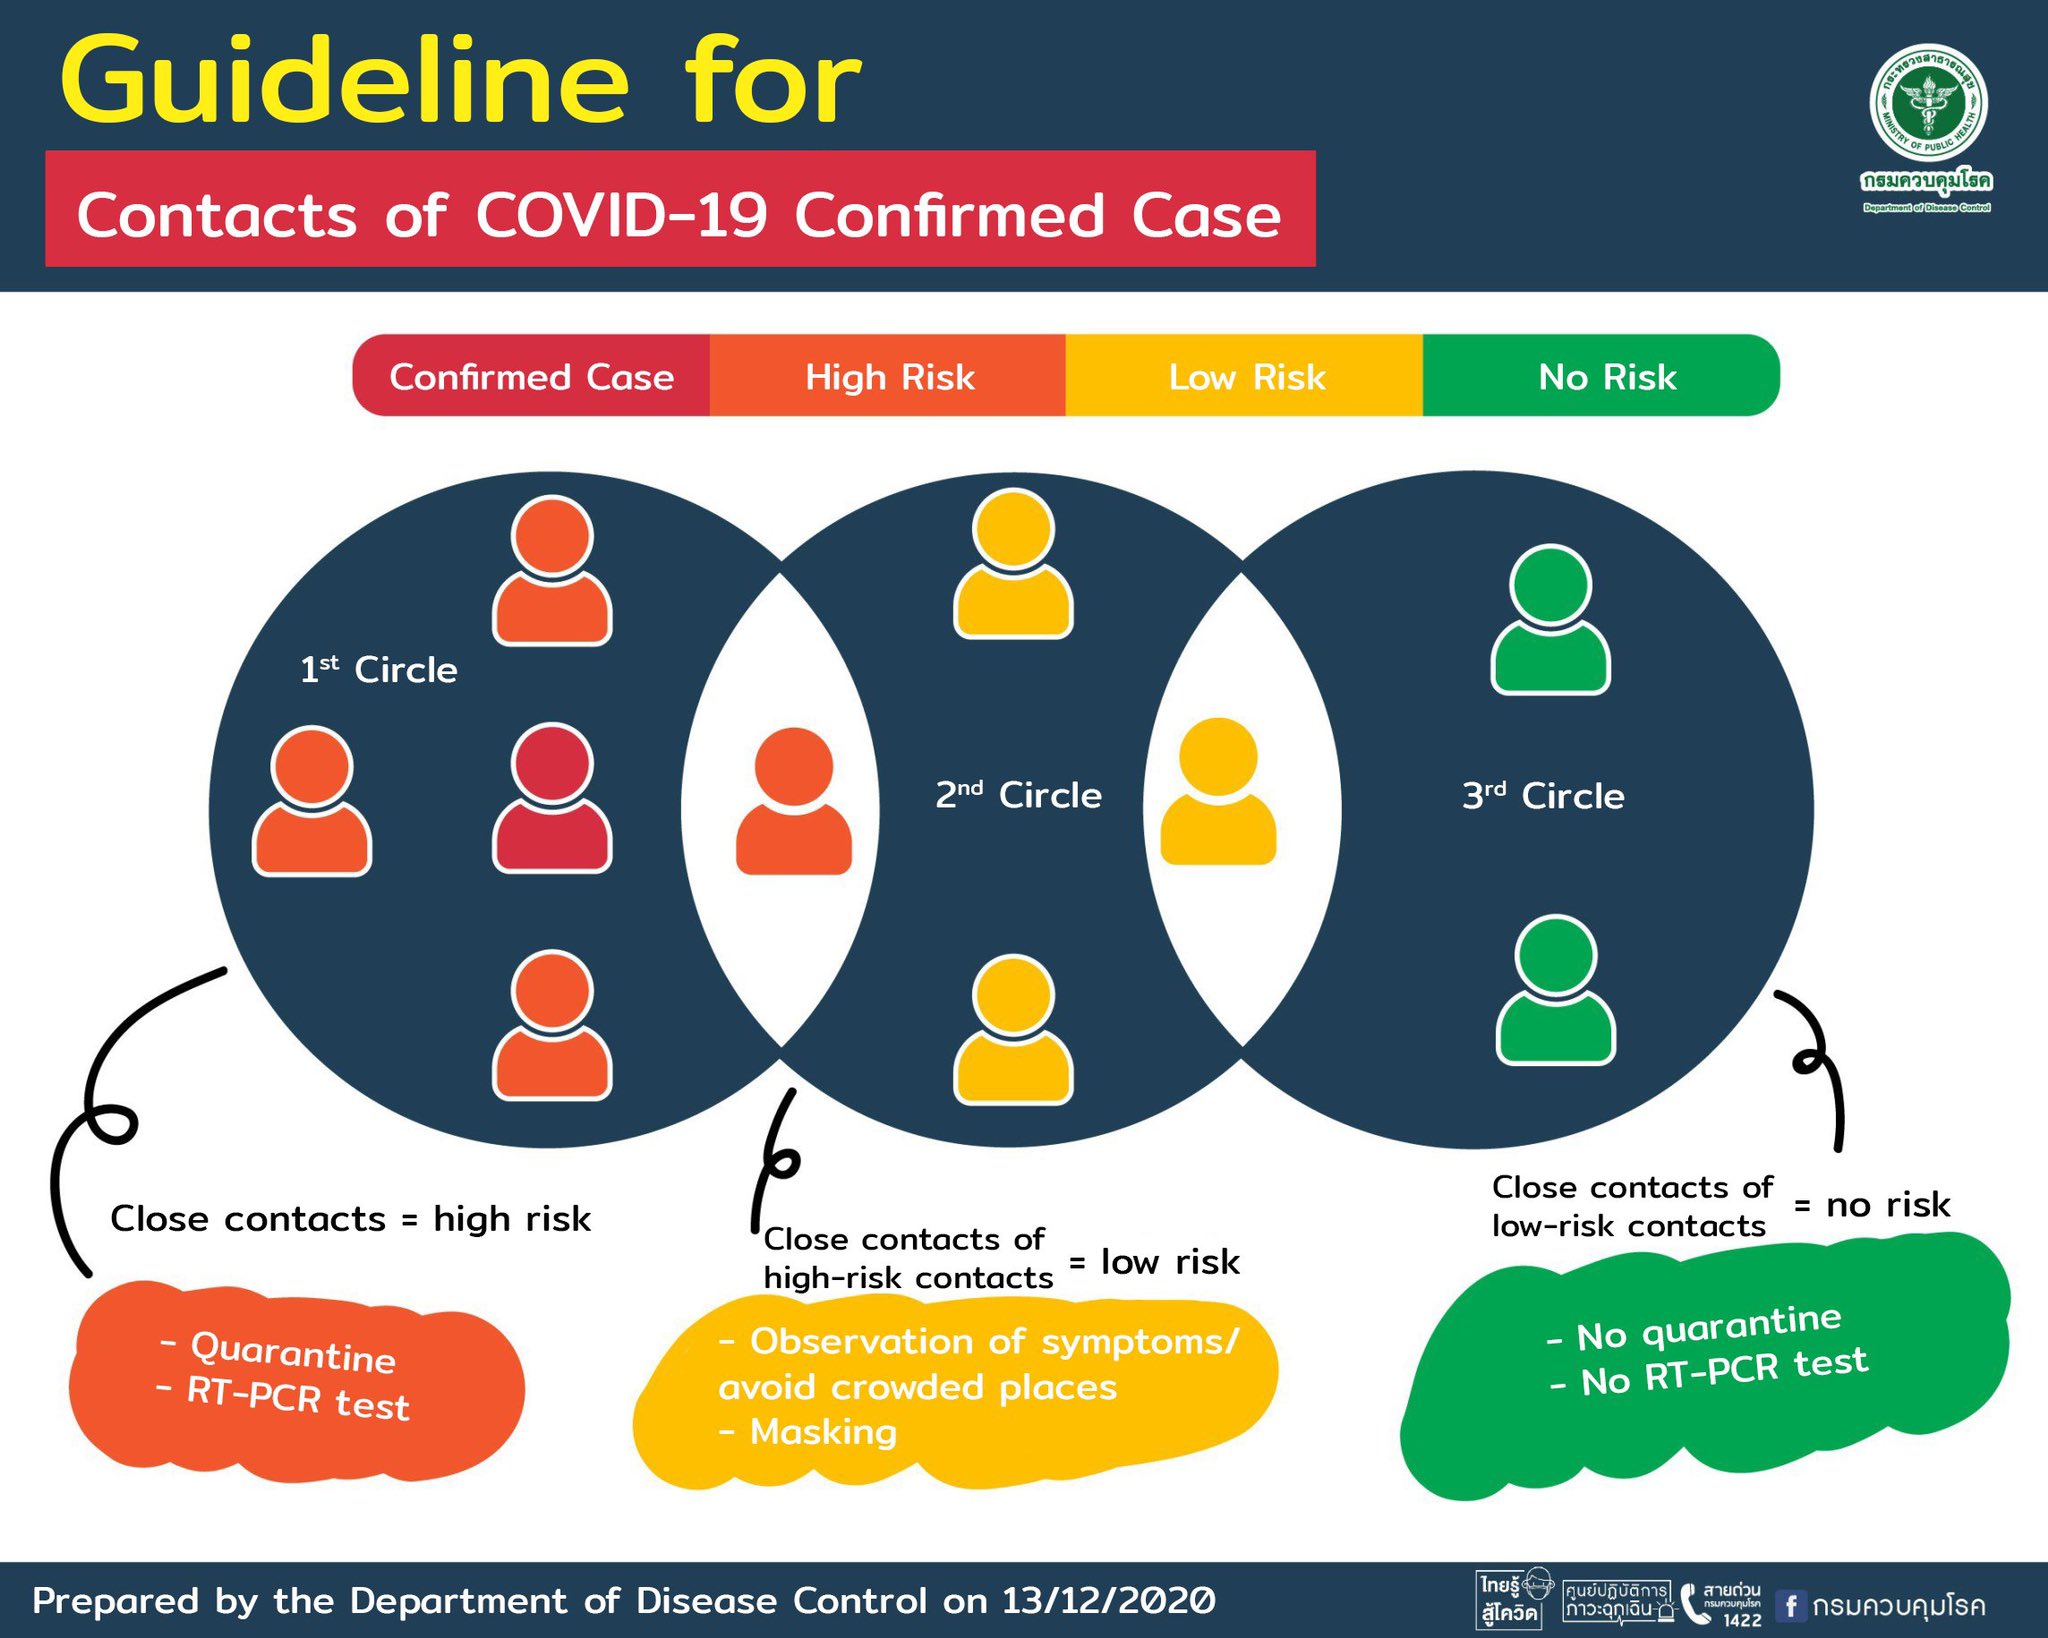 Guideline for
Contacts of COVID-19 Confirmed Case
กระทรวงสาธารณสุข
MINISTRY OF PUBLIC HEALTH
กรมควบคุมโรค
Department of Disease Control
Confirmed Case
High Risk
Low Risk
No Risk
1st Circle
2nd Circle
3rd Circle
Close contacts = high risk
- Quarantine
- RT-PCR test
Close contacts of
high-risk contacts = low risk
- Observation of symptoms/
avoid crowded places
- Masking
Close contacts of
low-risk contacts = no risk
- No quarantine
- No RT-PCR test
Prepared by the Department of Disease Control on 13/12/2020
ไทยรู้
สู้โควิด
ศูนย์ปฏิบัติการ
ภาวะฉุกเฉิน
สายด่วน
กรมควบคุมโรค
1422
f กรมควบคุมโรค